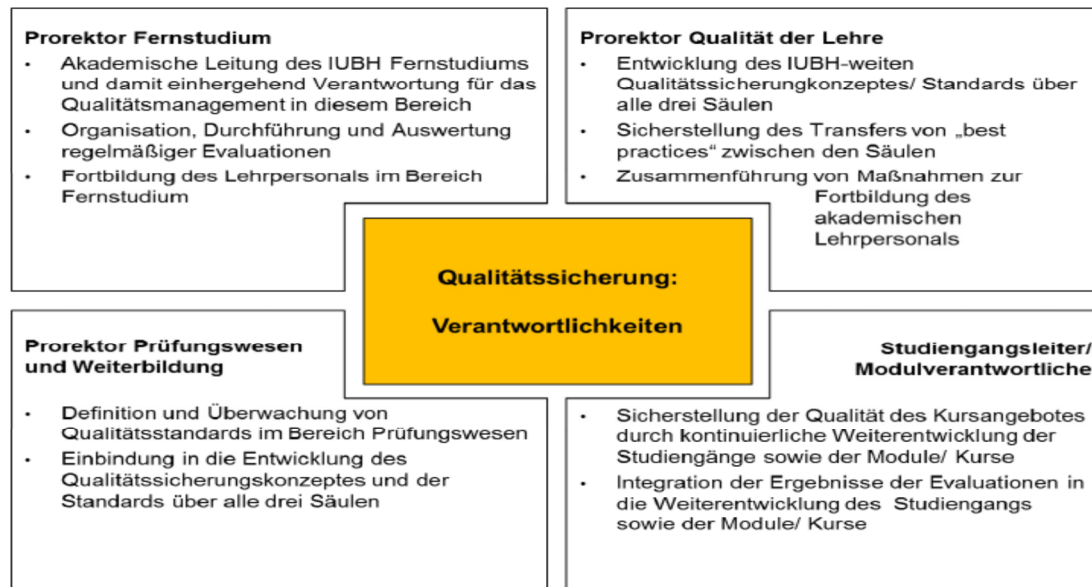 Prorektor Fernstudium
• Akademische Leitung des IUBH Fernstudiums
und damit einhergehend Verantwortung für das
Qualitätsmanagement in diesem Bereich
• Organisation, Durchführung und Auswertung
regelmäßiger Evaluationen
• Fortbildung des Lehrpersonals im Bereich
Fernstudium
Prorektor Qualität der Lehre
• Entwicklung des IUBH-weiten
Qualitätssicherungkonzeptes/ Standards über
alle drei Säulen
• Sicherstellung des Transfers von „best
practices“ zwischen den Säulen
• Zusammenführung von Maßnahmen zur
Fortbildung des
akademischen
Lehrpersonals
Qualitätssicherung:
Verantwortlichkeiten
Prorektor Prüfungswesen
und Weiterbildung
• Definition und Überwachung von
Qualitätsstandards im Bereich Prüfungswesen
• Einbindung in die Entwicklung des
Qualitätssicherungskonzeptes und der
Standards über alle drei Säulen
Studiengangsleiter/
Modulverantwortliche
• Sicherstellung der Qualität des Kursangebotes
durch kontinuierliche Weiterentwicklung der
Studiengänge sowie der Module/ Kurse
• Integration der Ergebnisse der Evaluationen in
die Weiterentwicklung des Studiengangs
sowie der Module/ Kurse